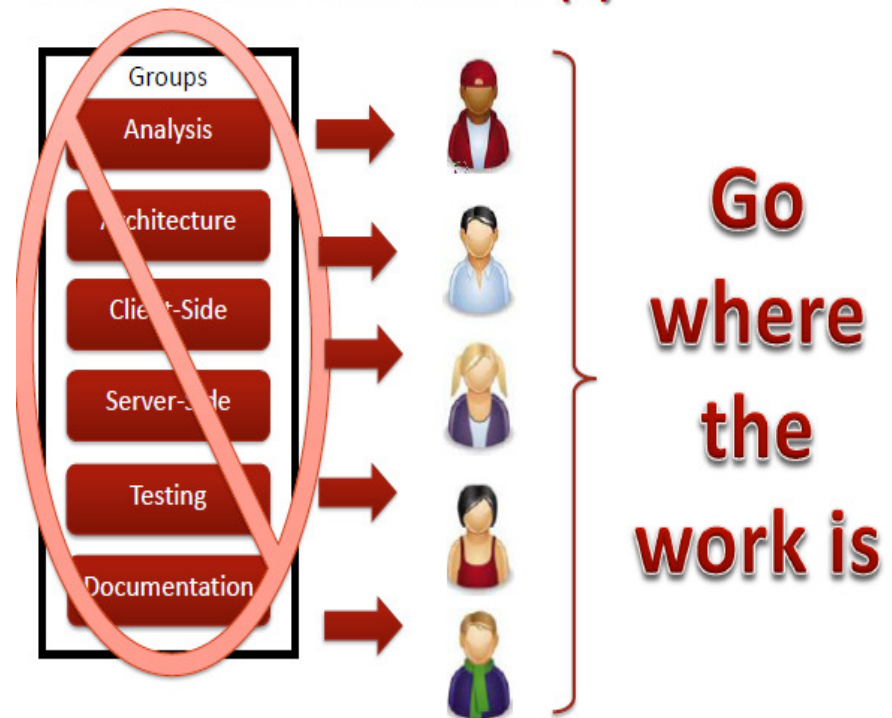 Groups
Analysis
Architecture
Client-Side
Server-Side
Testing
Documentation
Go
where
the
work is